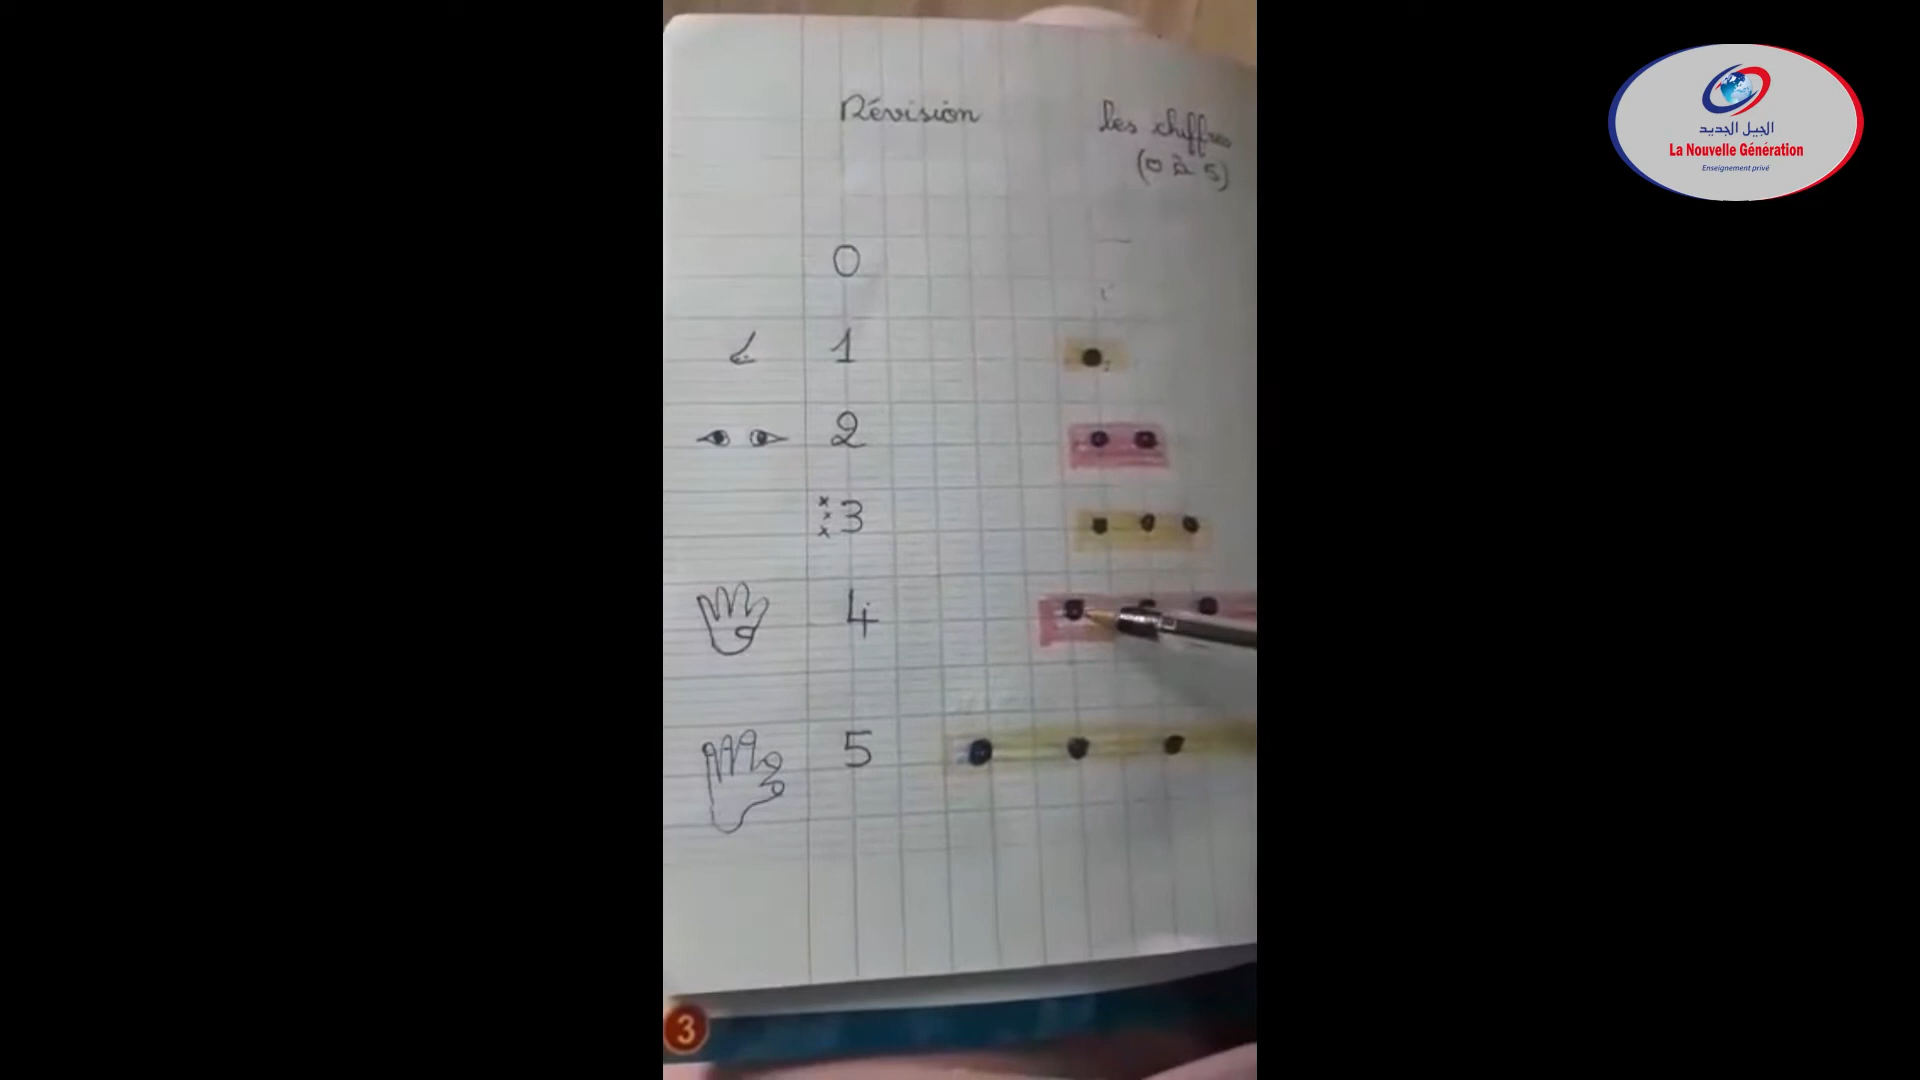 Révision
les chiffres
(0 à 5)
0
1
2
3
4
5
3
الجيل الجديد
La Nouvelle Génération
Enseignement privé